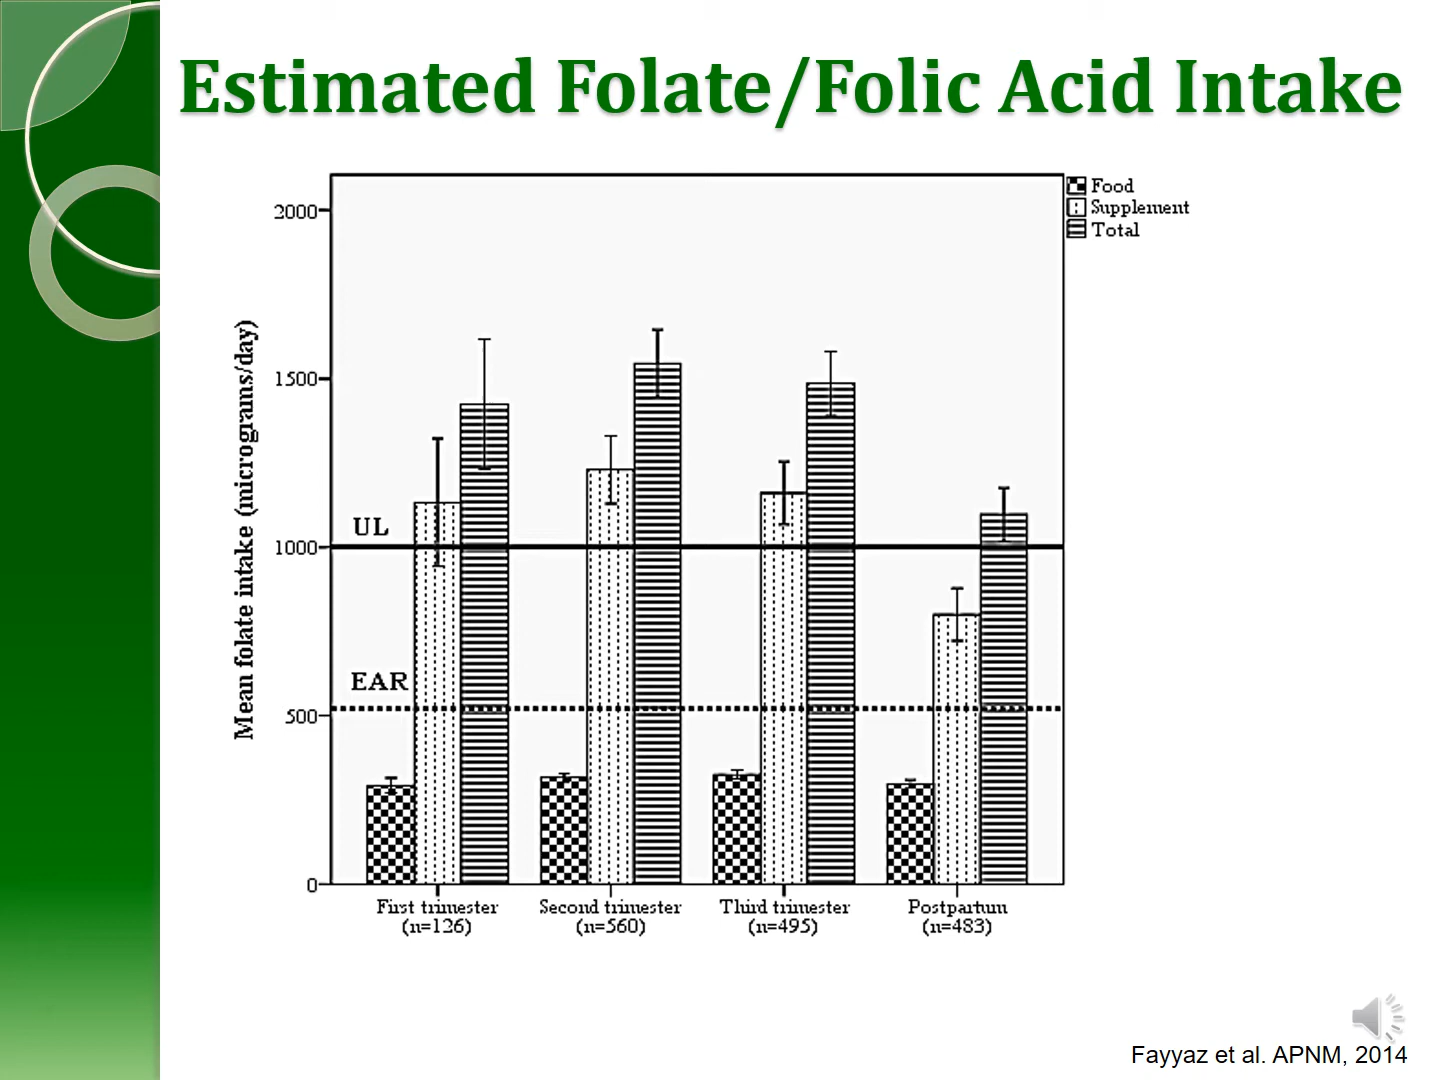 Estimated Folate/Folic Acid Intake
Food
Supplement
Total
2000
1500
1000
500
0
Mean folate intake (micrograms/day)
UL
EAR
First trimester
(n=126)
Second trimester
(n=560)
Third trimester
(n=495)
Postpartum
(n=483)
Fayyaz et al. APNM, 2014